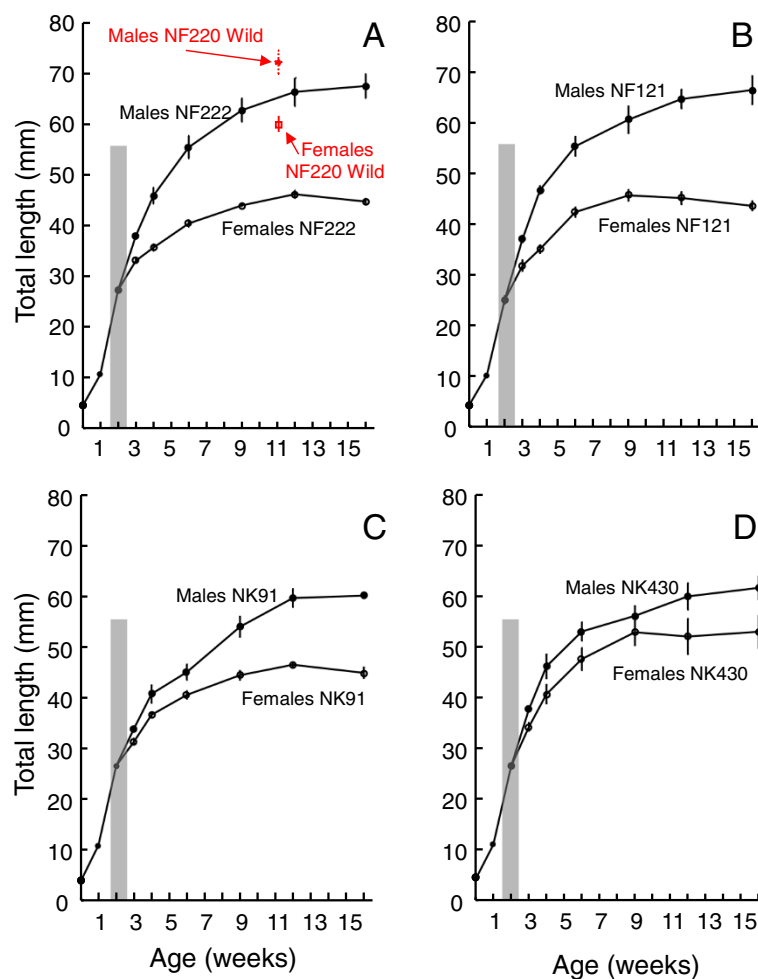 A
Total length (mm)
80
70
60
50
40
30
20
10
0
Males NF220 Wild
Males NF222
Females
NF220 Wild
Females NF222
1 3 5 7 9 11 13 15
B
80
70
60
50
40
30
20
10
0
Males NF121
Females NF121
1 3 5 7 9 11 13 15
C
Total length (mm)
80
70
60
50
40
30
20
10
0
Males NK91
Females NK91
1 3 5 7 9 11 13 15
Age (weeks)
D
80
70
60
50
40
30
20
10
0
Males NK430
Females NK430
1 3 5 7 9 11 13 15
Age (weeks)